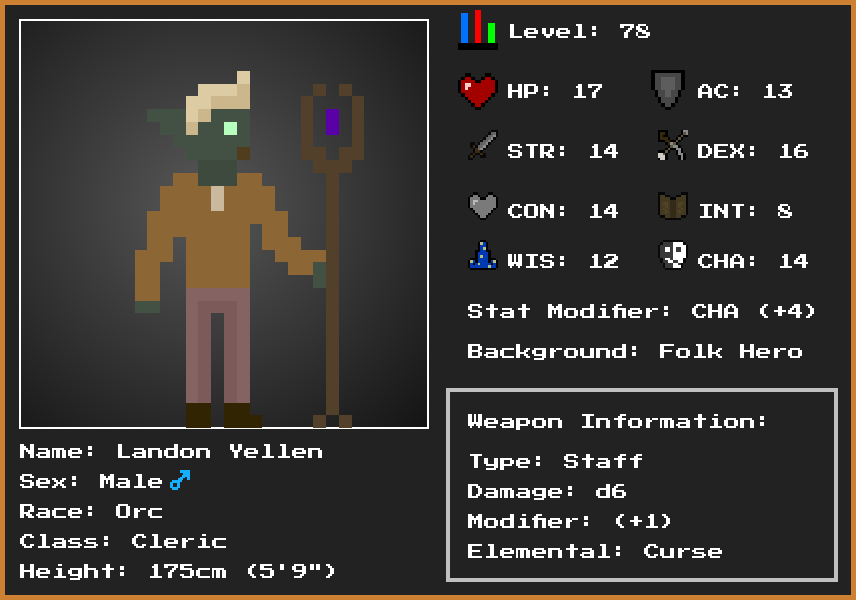 Level: 78
HP: 17
AC: 13
STR: 14
DEX: 16
CON: 14
INT: 8
WIS: 12
CHA: 14
Stat Modifier: CHA (+4)
Background: Folk Hero
Weapon Information:
Type: Staff
Damage: d6
Modifier: (+1)
Elemental: Curse
Name: Landon Yellen
Sex: Male ♂
Race: Orc
Class: Cleric
Height: 175cm (5'9")